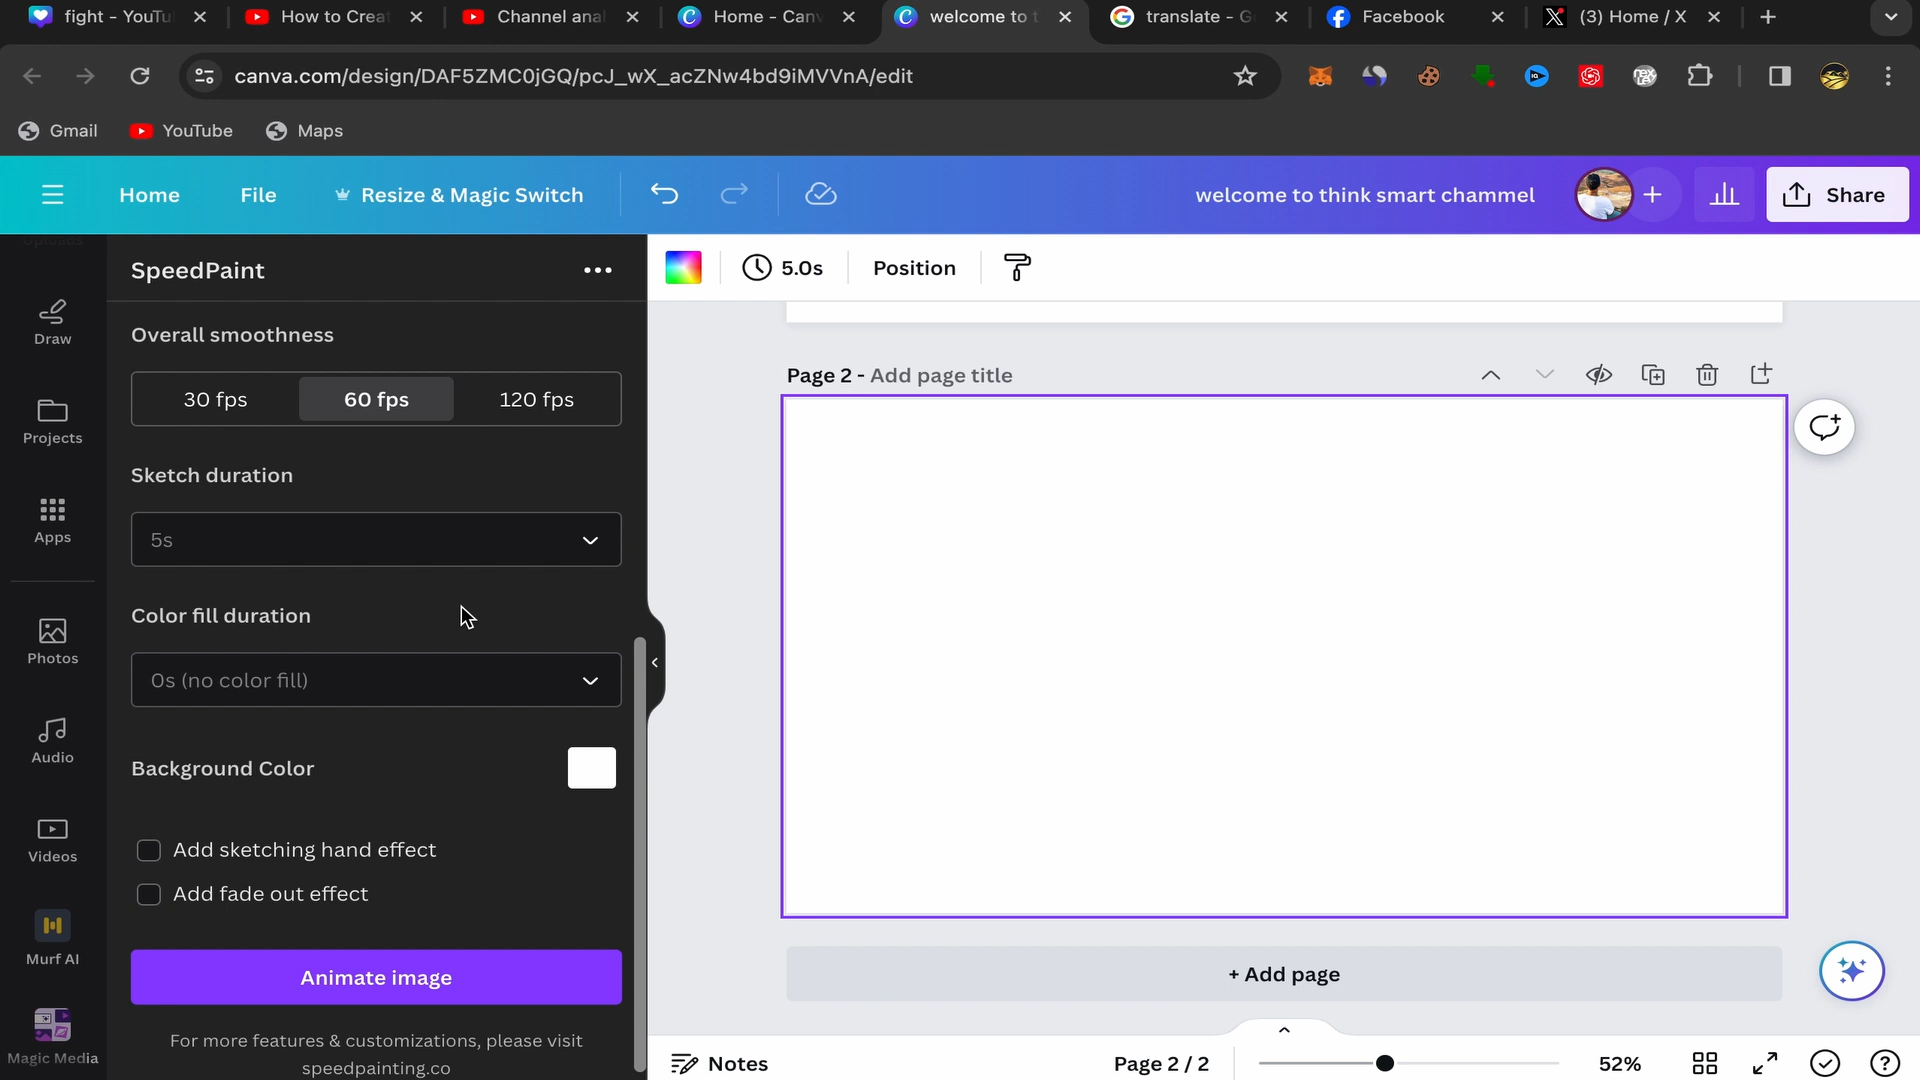 fight - YouTu
How to Crea
Channel ana
Home - Canv
welcome to t
translate - G
Facebook
(3) Home / X
canva.com/design/DAF5ZMC0jGQ/pcJ_wX_acZNw4bd9iMVVnA/edit
Gmail
YouTube
Maps
Home
File
Resize & Magic Switch
welcome to think smart chammel
Share
Uploads
SpeedPaint
5.0s
Position
Draw
Projects
Apps
Photos
Audio
Videos
Murf AI
Magic Media
Overall smoothness
30 fps
60 fps
120 fps
Sketch duration
5s
Color fill duration
0s (no color fill)
Background Color
Add sketching hand effect
Add fade out effect
Animate image
For more features & customizations, please visit
speedpainting.co
Page 2 - Add page title
+ Add page
Notes
Page 2 / 2
52%